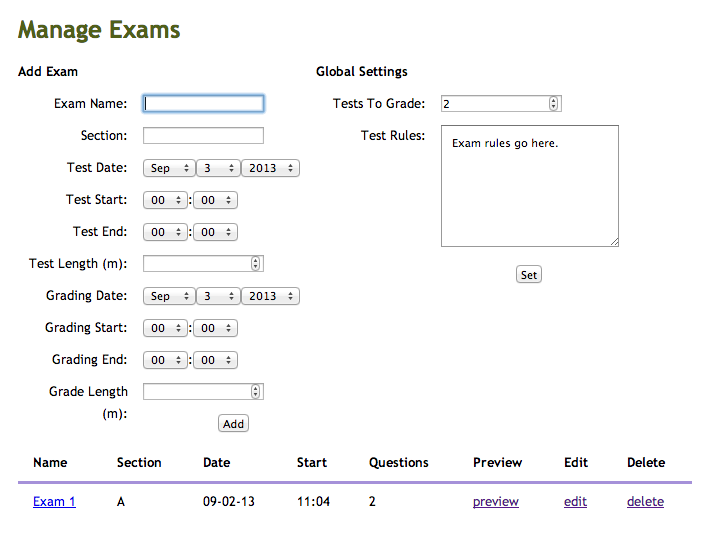 Manage Exams
Add Exam
Exam Name:
Section:
Test Date: Sep 3 2013
Test Start: 00 : 00
Test End: 00 : 00
Test Length (m):
Grading Date: Sep 3 2013
Grading Start: 00 : 00
Grading End: 00 : 00
Grade Length
(m):
Add
Global Settings
Tests To Grade: 2
Test Rules: Exam rules go here.
Set
Name Section Date Start Questions Preview Edit Delete
Exam 1 A 09-02-13 11:04 2 preview edit delete